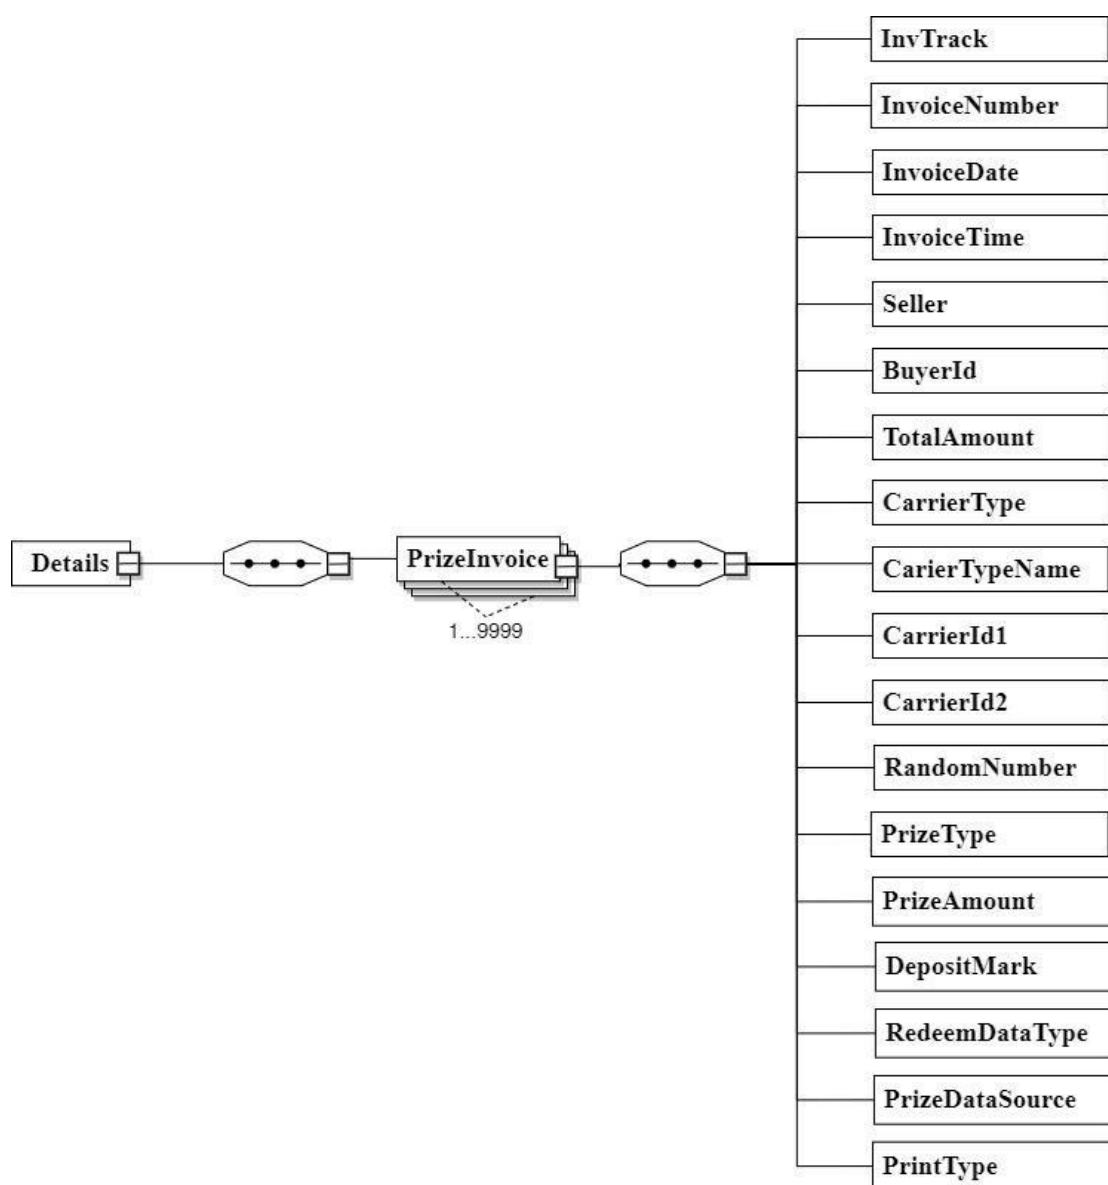 InvTrack
InvoiceNumber
InvoiceDate
InvoiceTime
Seller
BuyerId
TotalAmount
CarrierType
Details
PrizeInvoice
1...9999
CarierTypeName
CarrierId1
CarrierId2
RandomNumber
PrizeType
PrizeAmount
DepositMark
RedeemDataType
PrizeDataSource
PrintType